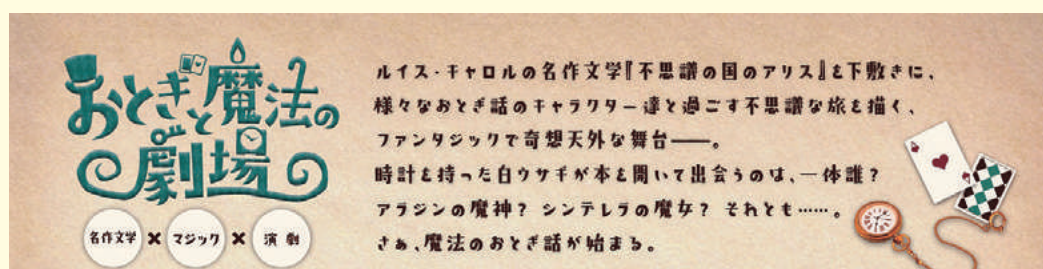 おとぎと魔法の
劇場
名作文学 × マジック × 演劇
ルイス・キャロルの名作文学『不思議の国のアリス』を下敷きに、
様々なおとぎ話のキャラクター達と過ごす不思議な旅を描く、
ファンタジックで奇想天外な舞台――。
時計を持った白ウサギが本を開いて出会うのは、一体誰?
アラジンの魔神? シンデレラの魔女? それとも……。
さぁ、魔法のおとぎ話が始まる。